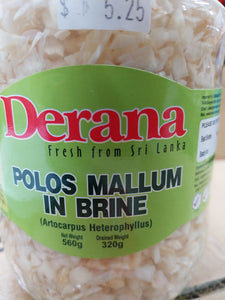 $ 5.25
Derana
Fresh from Sri Lanka
POLOS MALLUM
IN BRINE
(Artocarpus Heterophyllus)
Net Weight Drained Weight
560g 320g